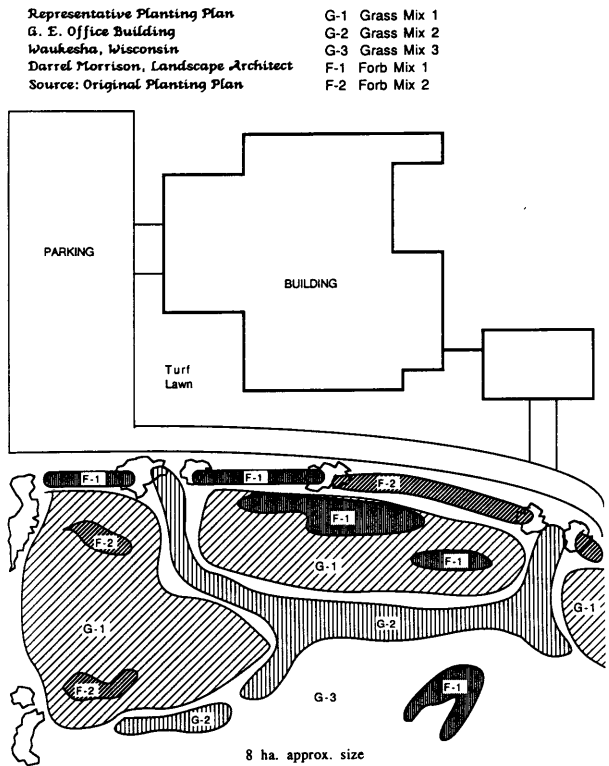 Representative Planting Plan
G. E. Office Building
Waukesha, Wisconsin
Darrel Morrison, Landscape Architect
Source: Original Planting Plan
G-1 Grass Mix 1
G-2 Grass Mix 2
G-3 Grass Mix 3
F-1 Forb Mix 1
F-2 Forb Mix 2
PARKING
BUILDING
Turf
Lawn
F-1
F-1
F-2
F-1
F-2
G-1
F-1
G-1
G-1
G-2
F-2
G-3
F-1
G-2
8 ha. approx. size